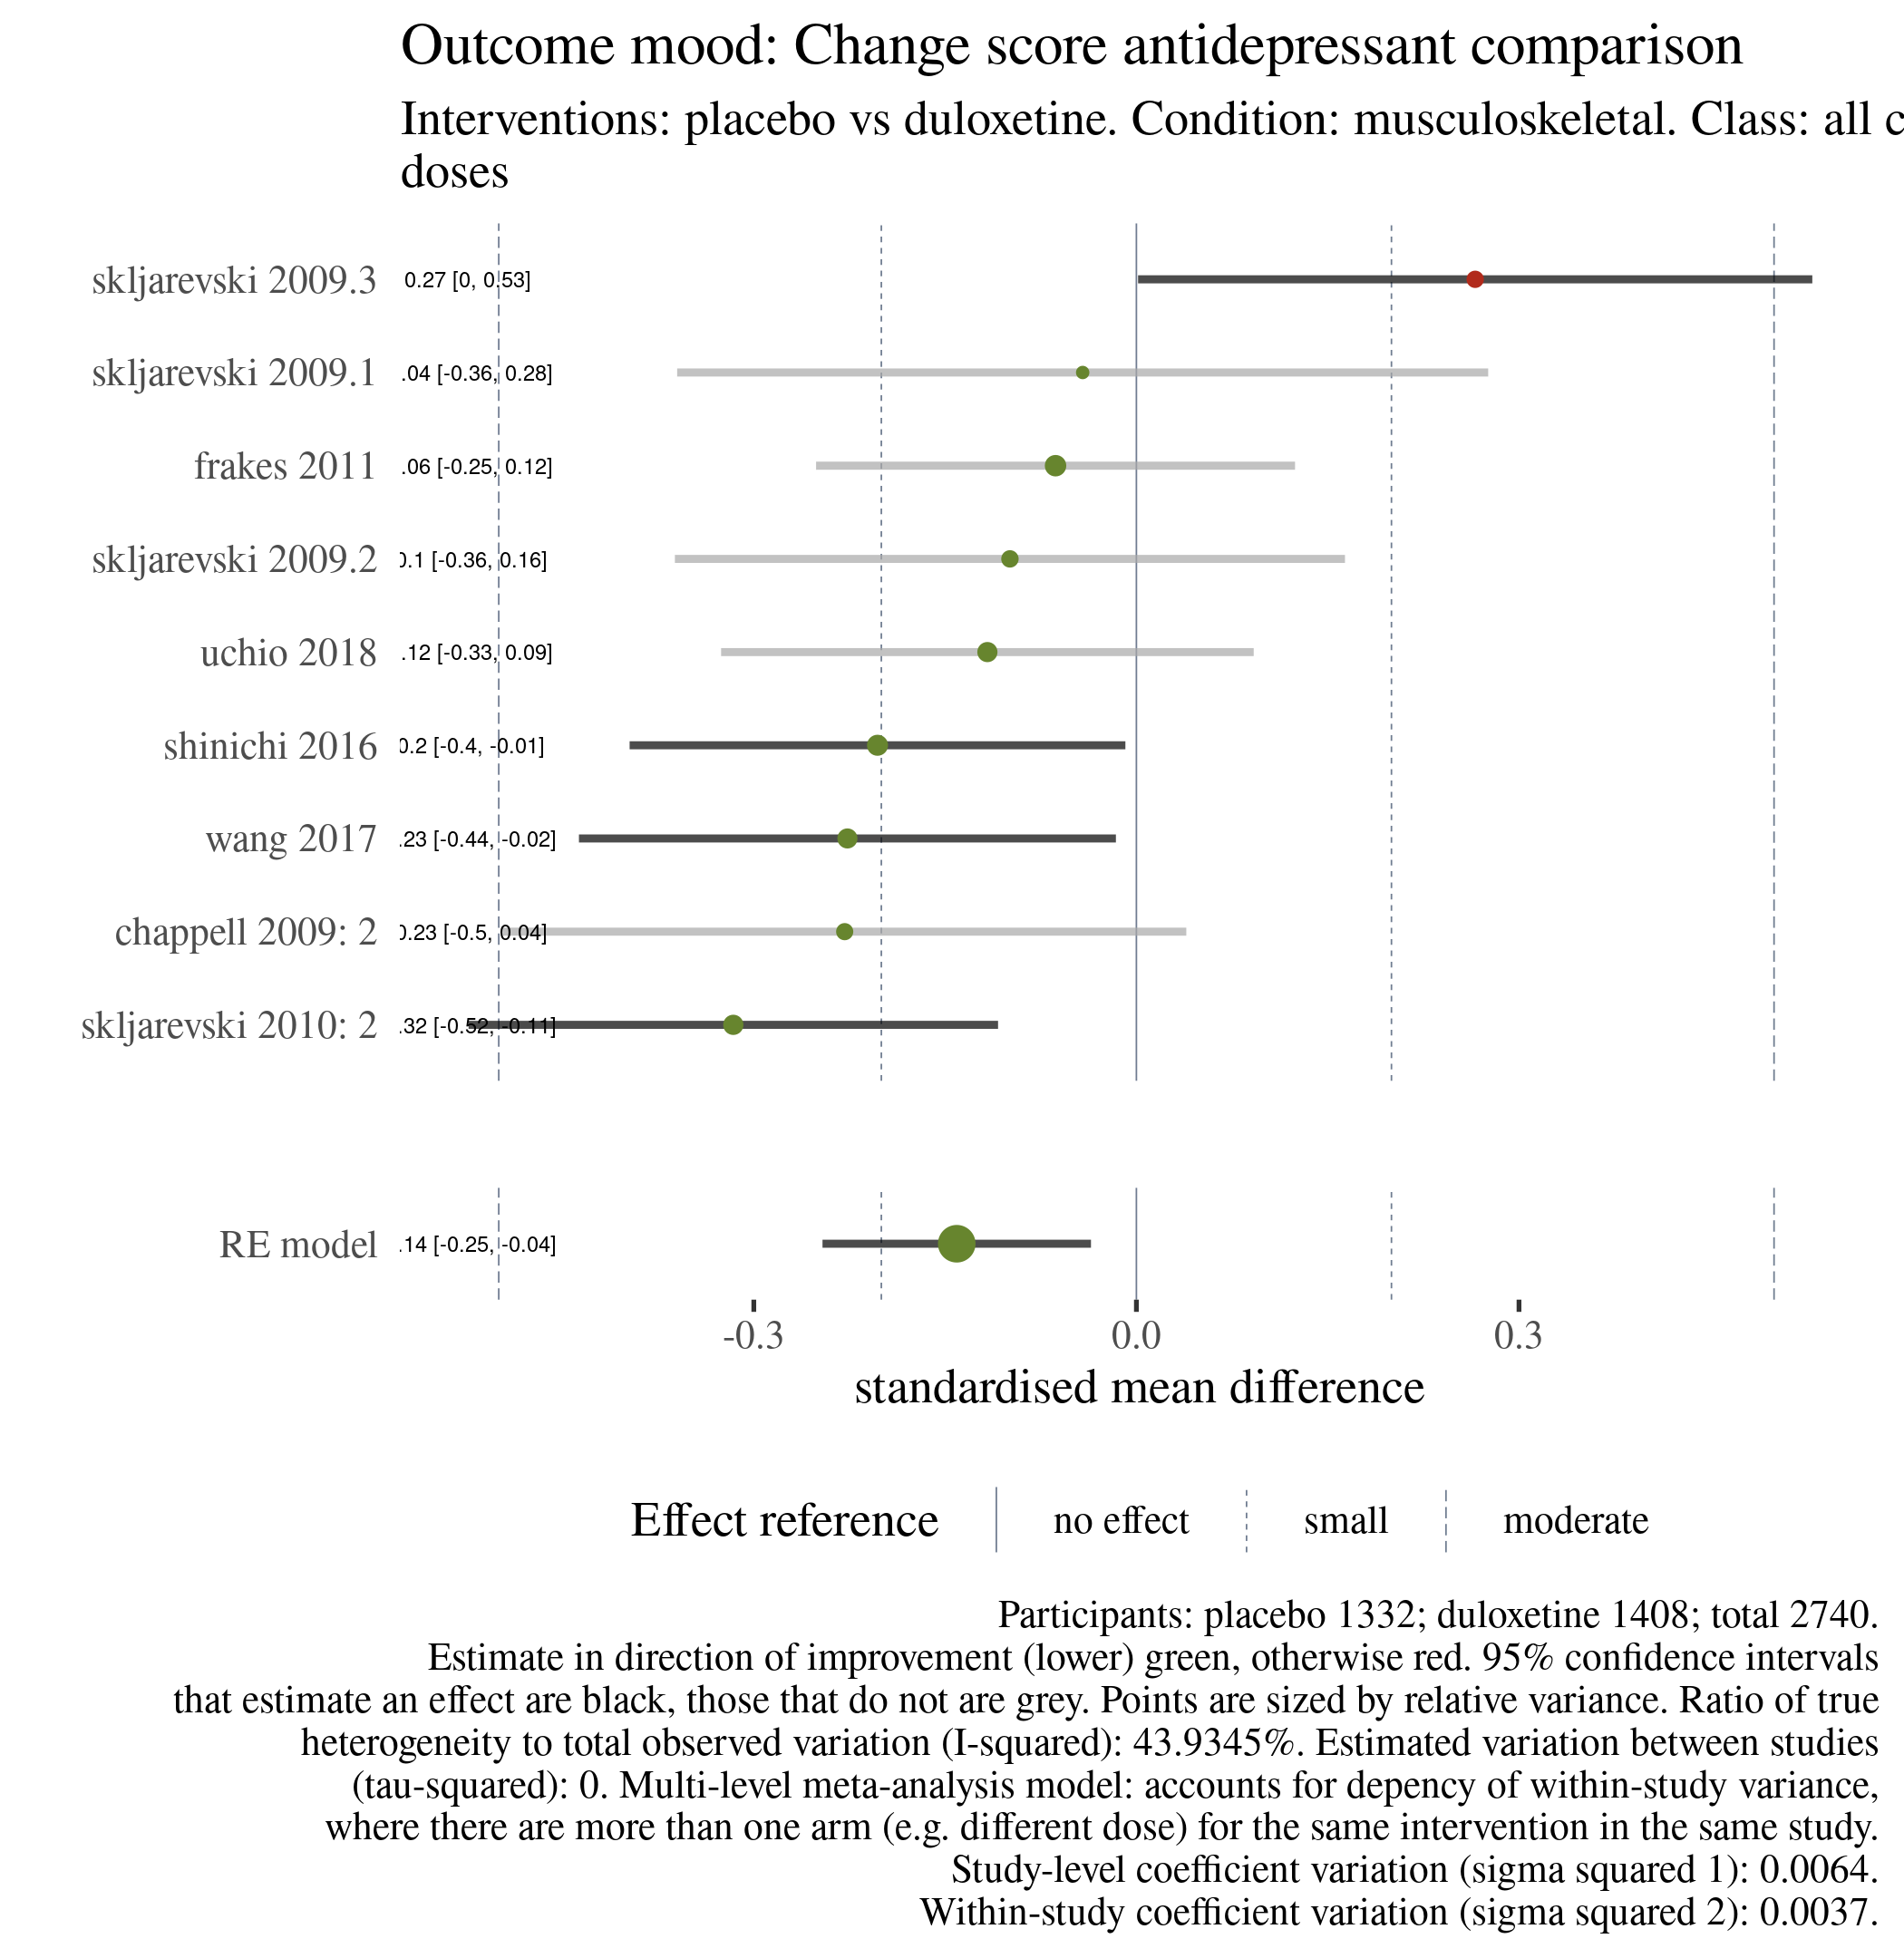 Outcome mood: Change score antidepressant comparison
Interventions: placebo vs duloxetine. Condition: musculoskeletal. Class: all
doses
skljarevski 2009.3 0.27 [0, 0.53]
skljarevski 2009.1 .04 [-0.36, 0.28]
frakes 2011 .06 [-0.25, 0.12]
skljarevski 2009.2 0.1 [-0.36, 0.16]
uchio 2018 .12 [-0.33, 0.09]
shinichi 2016 0.2 [-0.4, -0.01]
wang 2017 .23 [-0.44, -0.02]
chappell 2009: 2 0.23 [-0.5, 0.04]
skljarevski 2010: 2 .32 [-0.52, -0.11]
RE model .14 [-0.25, -0.04]
-0.3 0.0 0.3
standardised mean difference
Effect reference no effect small moderate
Participants: placebo 1332; duloxetine 1408; total 2740.
Estimate in direction of improvement (lower) green, otherwise red. 95% confidence intervals
that estimate an effect are black, those that do not are grey. Points are sized by relative variance. Ratio of true
heterogeneity to total observed variation (I-squared): 43.9345%. Estimated variation between studies
(tau-squared): 0. Multi-level meta-analysis model: accounts for depency of within-study variance,
where there are more than one arm (e.g. different dose) for the same intervention in the same study.
Study-level coefficient variation (sigma squared 1): 0.0064.
Within-study coefficient variation (sigma squared 2): 0.0037.